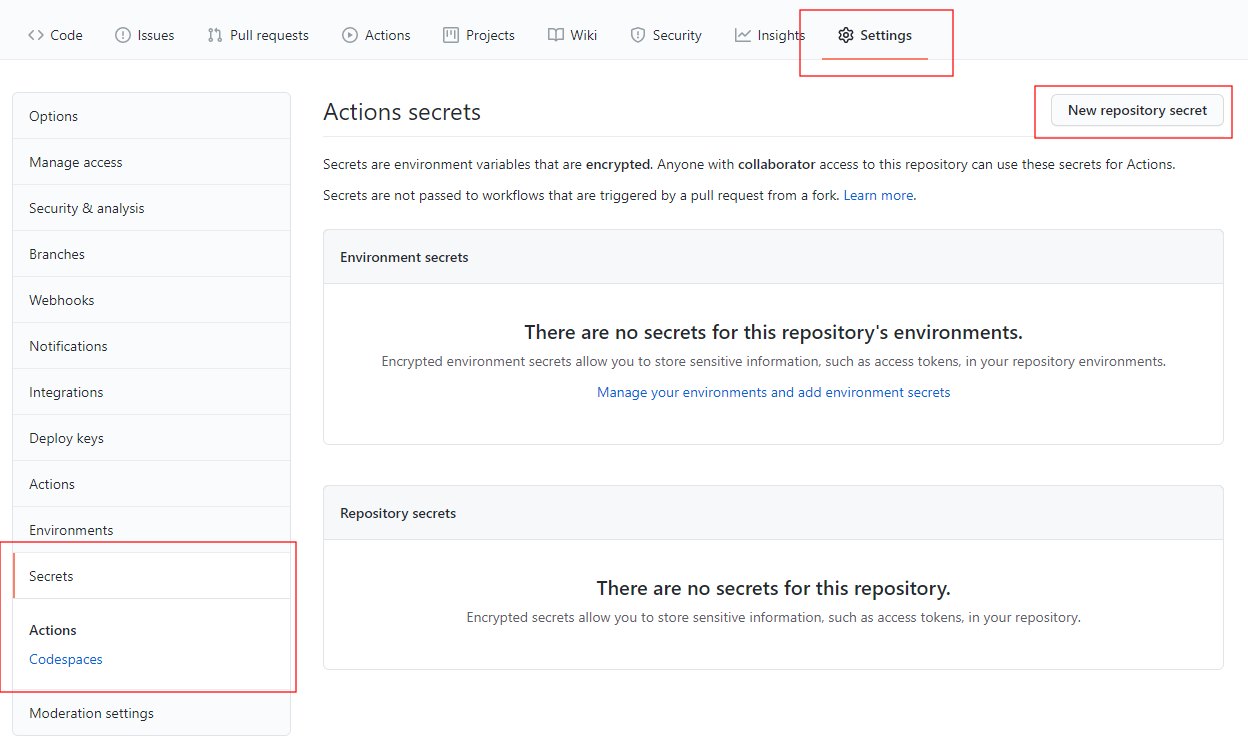 Code Issues Pull requests Actions Projects Wiki Security Insights Settings
Options
Manage access
Security & analysis
Branches
Webhooks
Notifications
Integrations
Deploy keys
Actions
Environments
Secrets
Actions
Codespaces
Moderation settings
Actions secrets
New repository secret
Secrets are environment variables that are encrypted. Anyone with collaborator access to this repository can use these secrets for Actions.
Secrets are not passed to workflows that are triggered by a pull request from a fork. Learn more.
Environment secrets
There are no secrets for this repository's environments.
Encrypted environment secrets allow you to store sensitive information, such as access tokens, in your repository environments.
Manage your environments and add environment secrets
Repository secrets
There are no secrets for this repository.
Encrypted secrets allow you to store sensitive information, such as access tokens, in your repository.